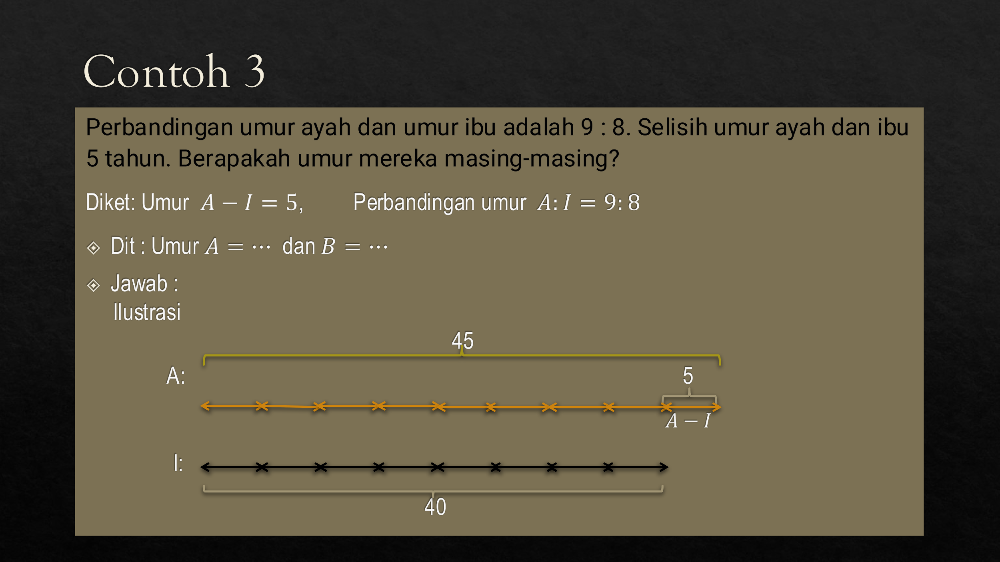 Contoh 3
Perbandingan umur ayah dan umur ibu adalah 9 : 8. Selisih umur ayah dan ibu
5 tahun. Berapakah umur mereka masing-masing?
Diket: Umur A − I = 5, Perbandingan umur A: I = 9: 8
Dit : Umur A = ⋯ dan B = ⋯
Jawab :
Ilustrasi
45
A:
5
A − I
I:
40